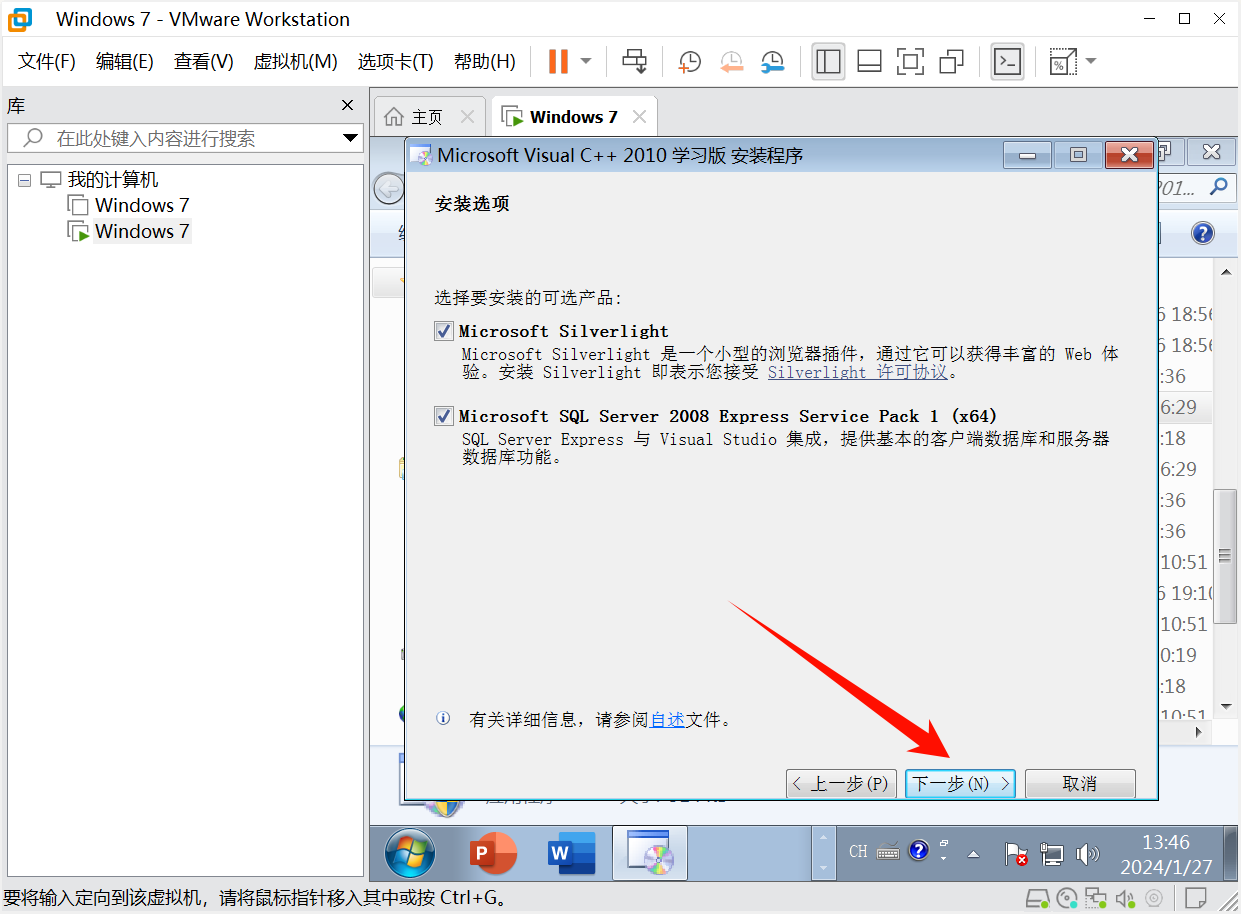 Windows 7 - VMware Workstation
文件(F) 编辑(E) 查看(V) 虚拟机(M) 选项卡(T) 帮助(H)
库
在此处键入内容进行搜索
我的计算机
Windows 7
Windows 7
主页
Windows 7
Microsoft Visual C++ 2010 学习版 安装程序
201...
安装选项
选择要安装的可选产品:
Microsoft Silverlight
Microsoft Silverlight 是一个小型的浏览器插件，通过它可以获得丰富的 Web 体
验。安装 Silverlight 即表示您接受 Silverlight 许可协议。
Microsoft SQL Server 2008 Express Service Pack 1 (x64)
SQL Server Express 与 Visual Studio 集成，提供基本的客户端数据库和服务器
数据库功能。
有关详细信息，请参阅自述文件。
< 上一步(P) 下一步(N) > 取消
18:56
18:56
:36
6:29
:18
6:29
:36
:36
10:51
19:10
10:51
0:19
:18
10:51
CH
13:46
2024/1/27
要将输入定向到该虚拟机，请将鼠标指针移入其中或按 Ctrl+G。